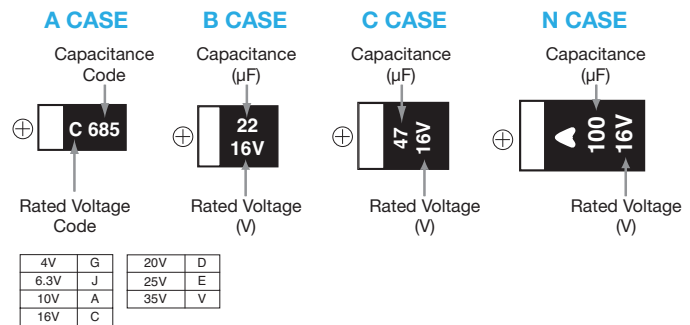 A CASE
B CASE
C CASE
N CASE
Capacitance
Code
Capacitance
(µF)
Capacitance
(µF)
Capacitance
(µF)
C 685
22
16V
47
16V
100
16V
Rated Voltage
Code
Rated Voltage
(V)
Rated Voltage
(V)
Rated Voltage
(V)
4V G
6.3V J
10V A
16V C
20V D
25V E
35V V